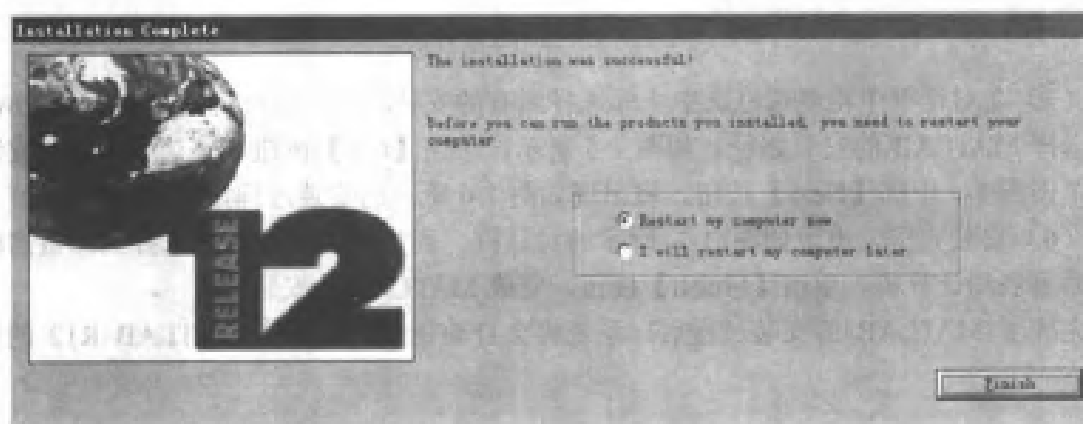 Installation Complete
The installation was successful!
Before you can run the products you installed, you need to restart your
computer
Restart my computer now
I will restart my computer later
RELEASE
12
Finish